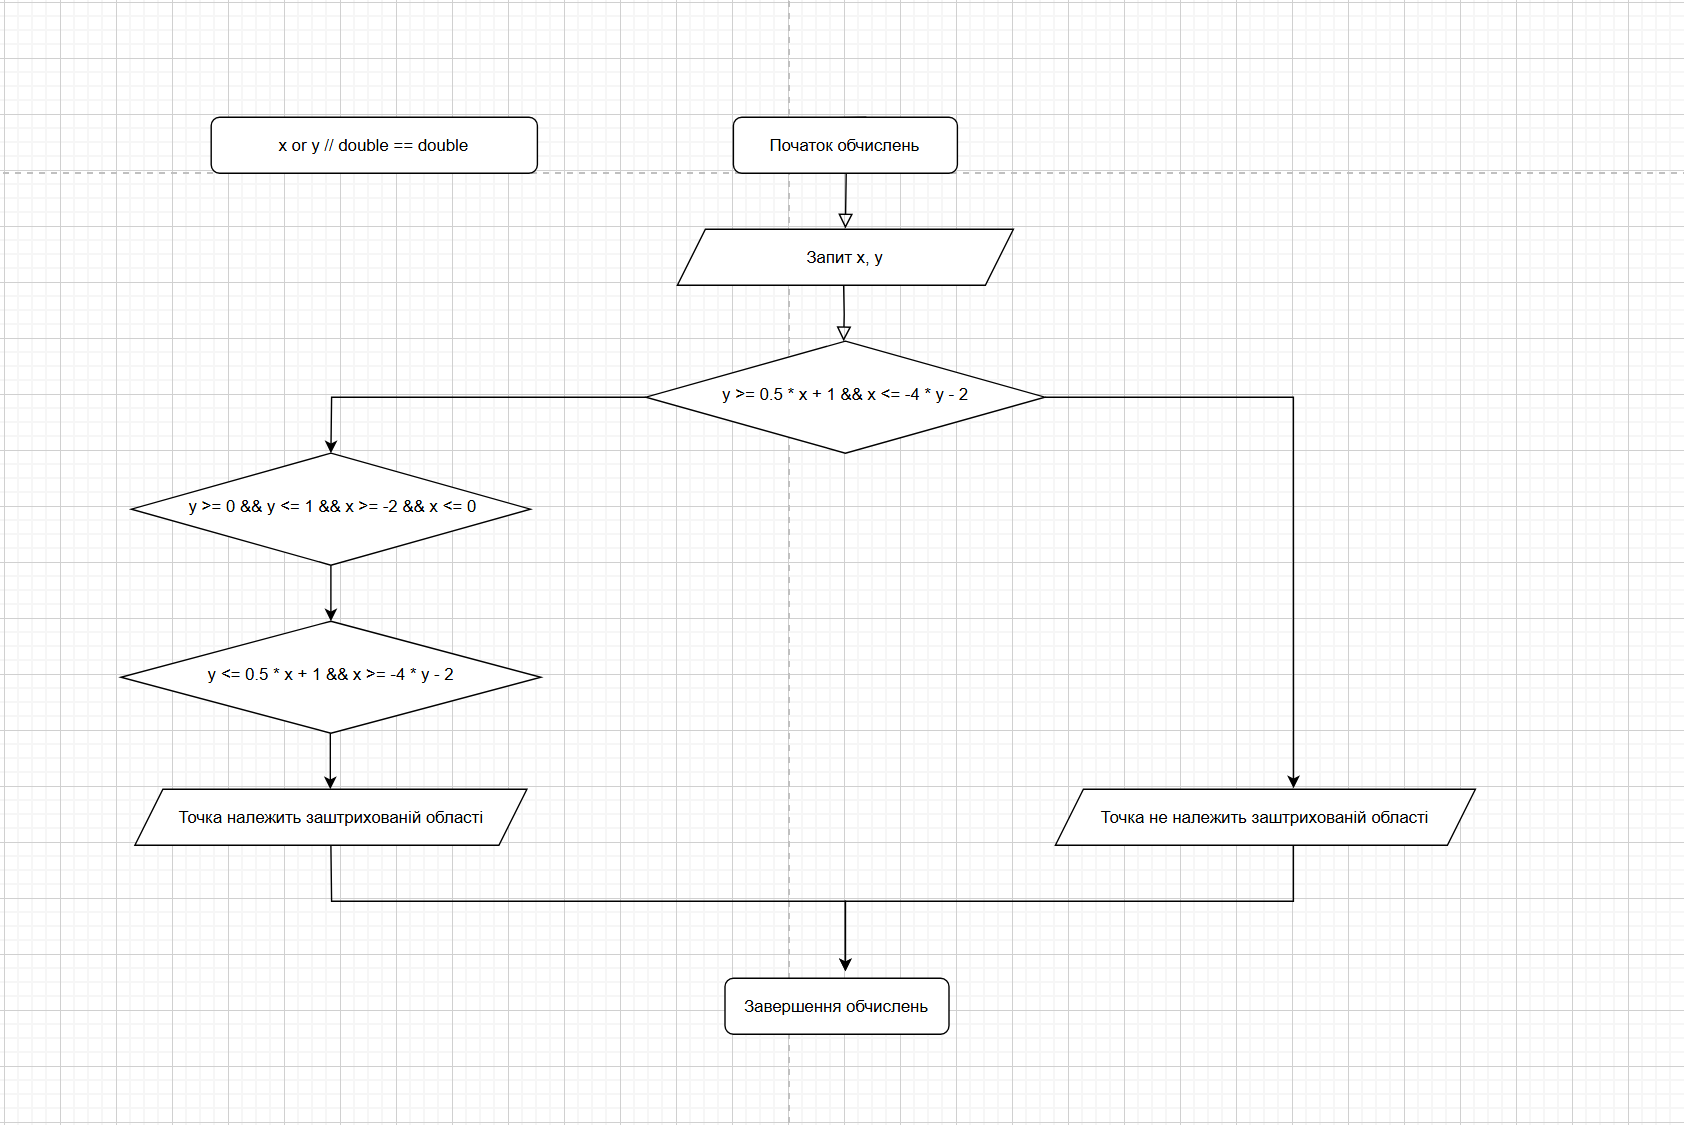 x or y // double == double
Початок обчислень
Запит x, y
y >= 0.5 * x + 1 && x <= -4 * y - 2
y >= 0 && y <= 1 && x >= -2 && x <= 0
y <= 0.5 * x + 1 && x >= -4 * y - 2
Точка належить заштрихованій області
Точка не належить заштрихованій області
Завершення обчислень